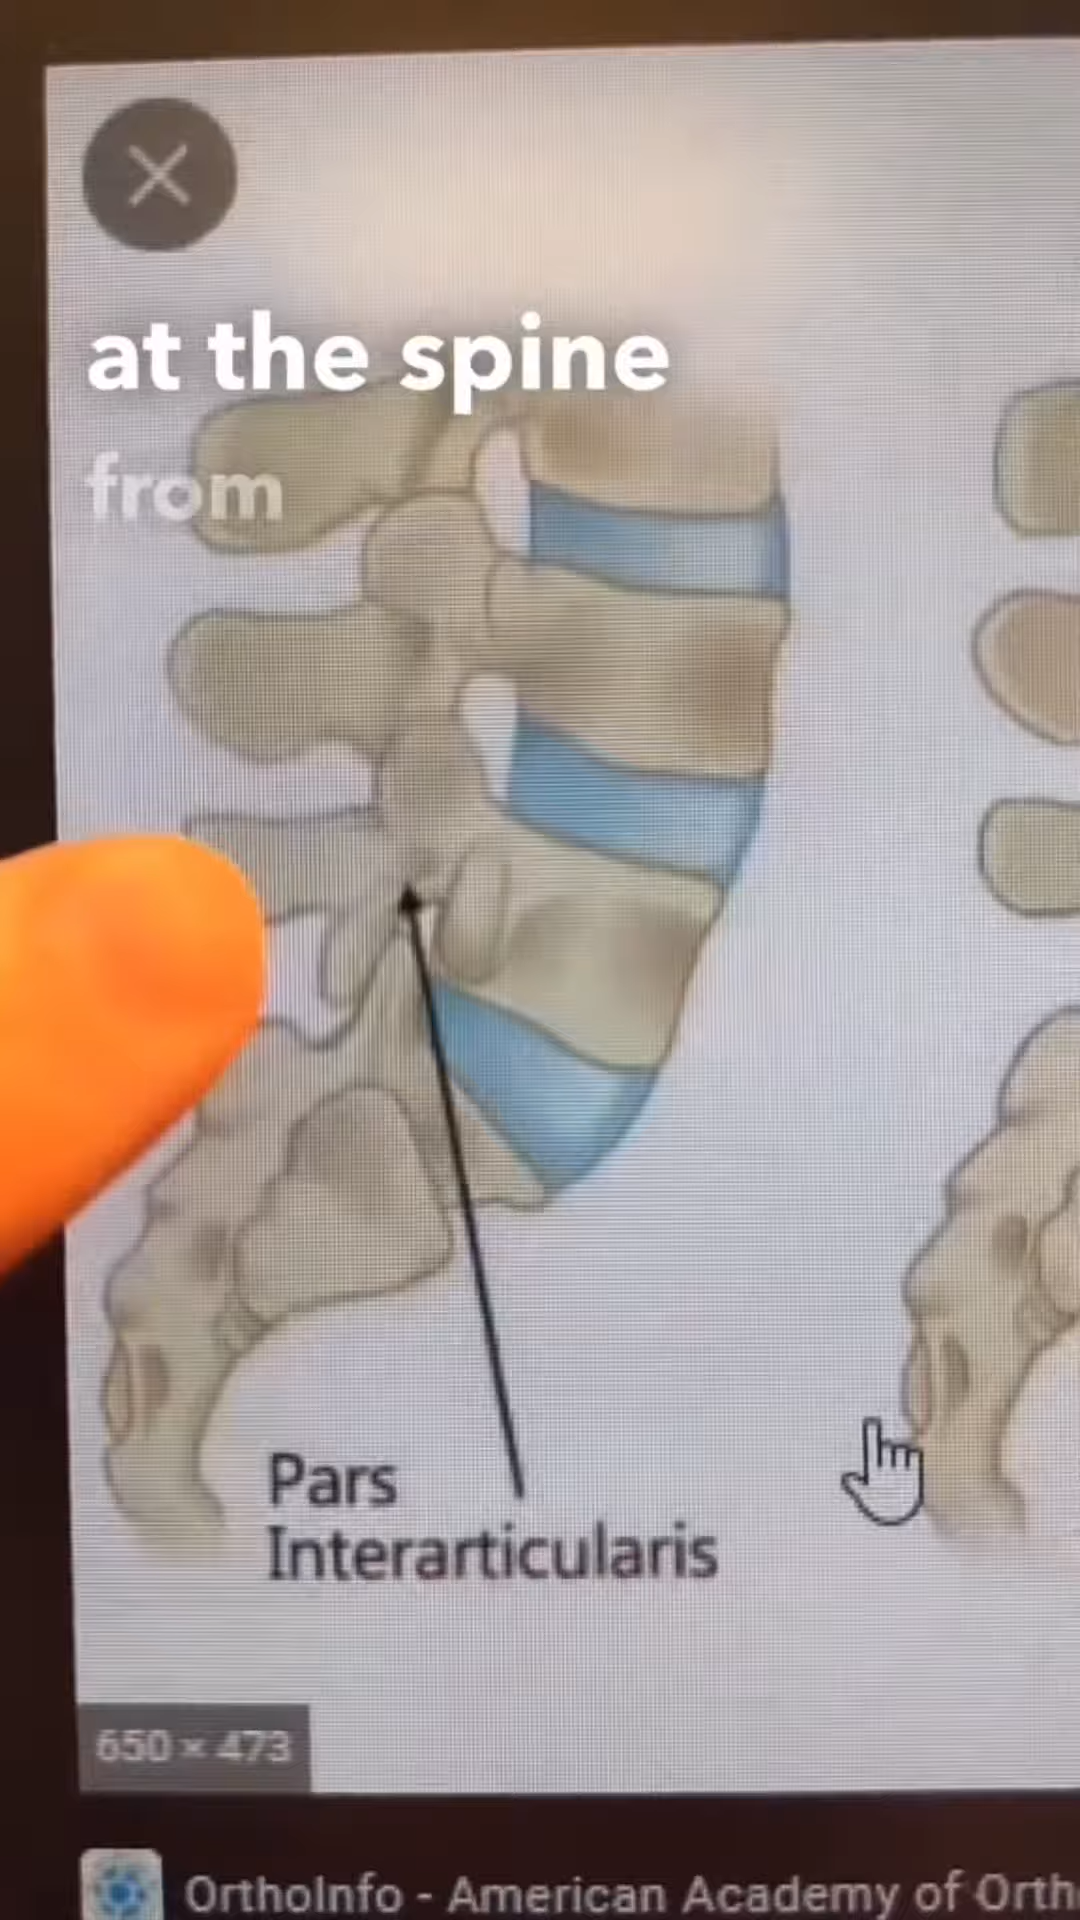 at the spine
from
Pars
Interarticularis
650 × 473
OrthoInfo - American Academy of Orth